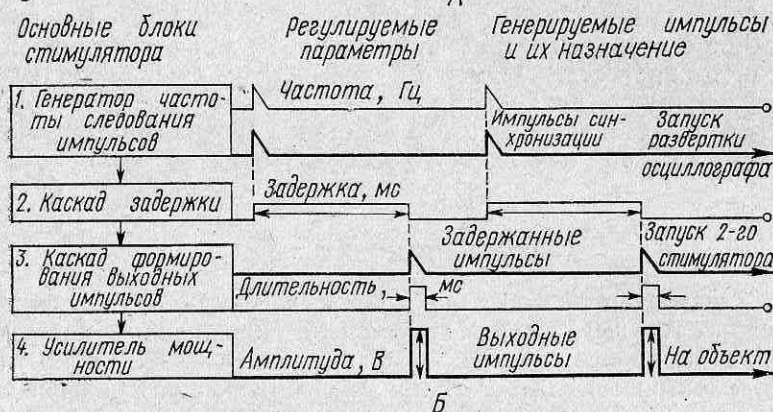 Основные блоки
стимулятора
Регулируемые
параметры
Генерируемые импульсы
и их назначение
1. Генератор часто-
ты следования
импульсов
Частота, Гц
Импульсы син-
хронизации
Запуск
развертки
осциллографа
2. Каскад задержки
Задержка, мс
3. Каскад формиро-
вания выходных
импульсов
Задержанные
импульсы
Запуск 2-го
стимулятора
Длительность, мс
4. Усилитель мощ-
ности
Амплитуда, В
Выходные
импульсы
На объект
Б